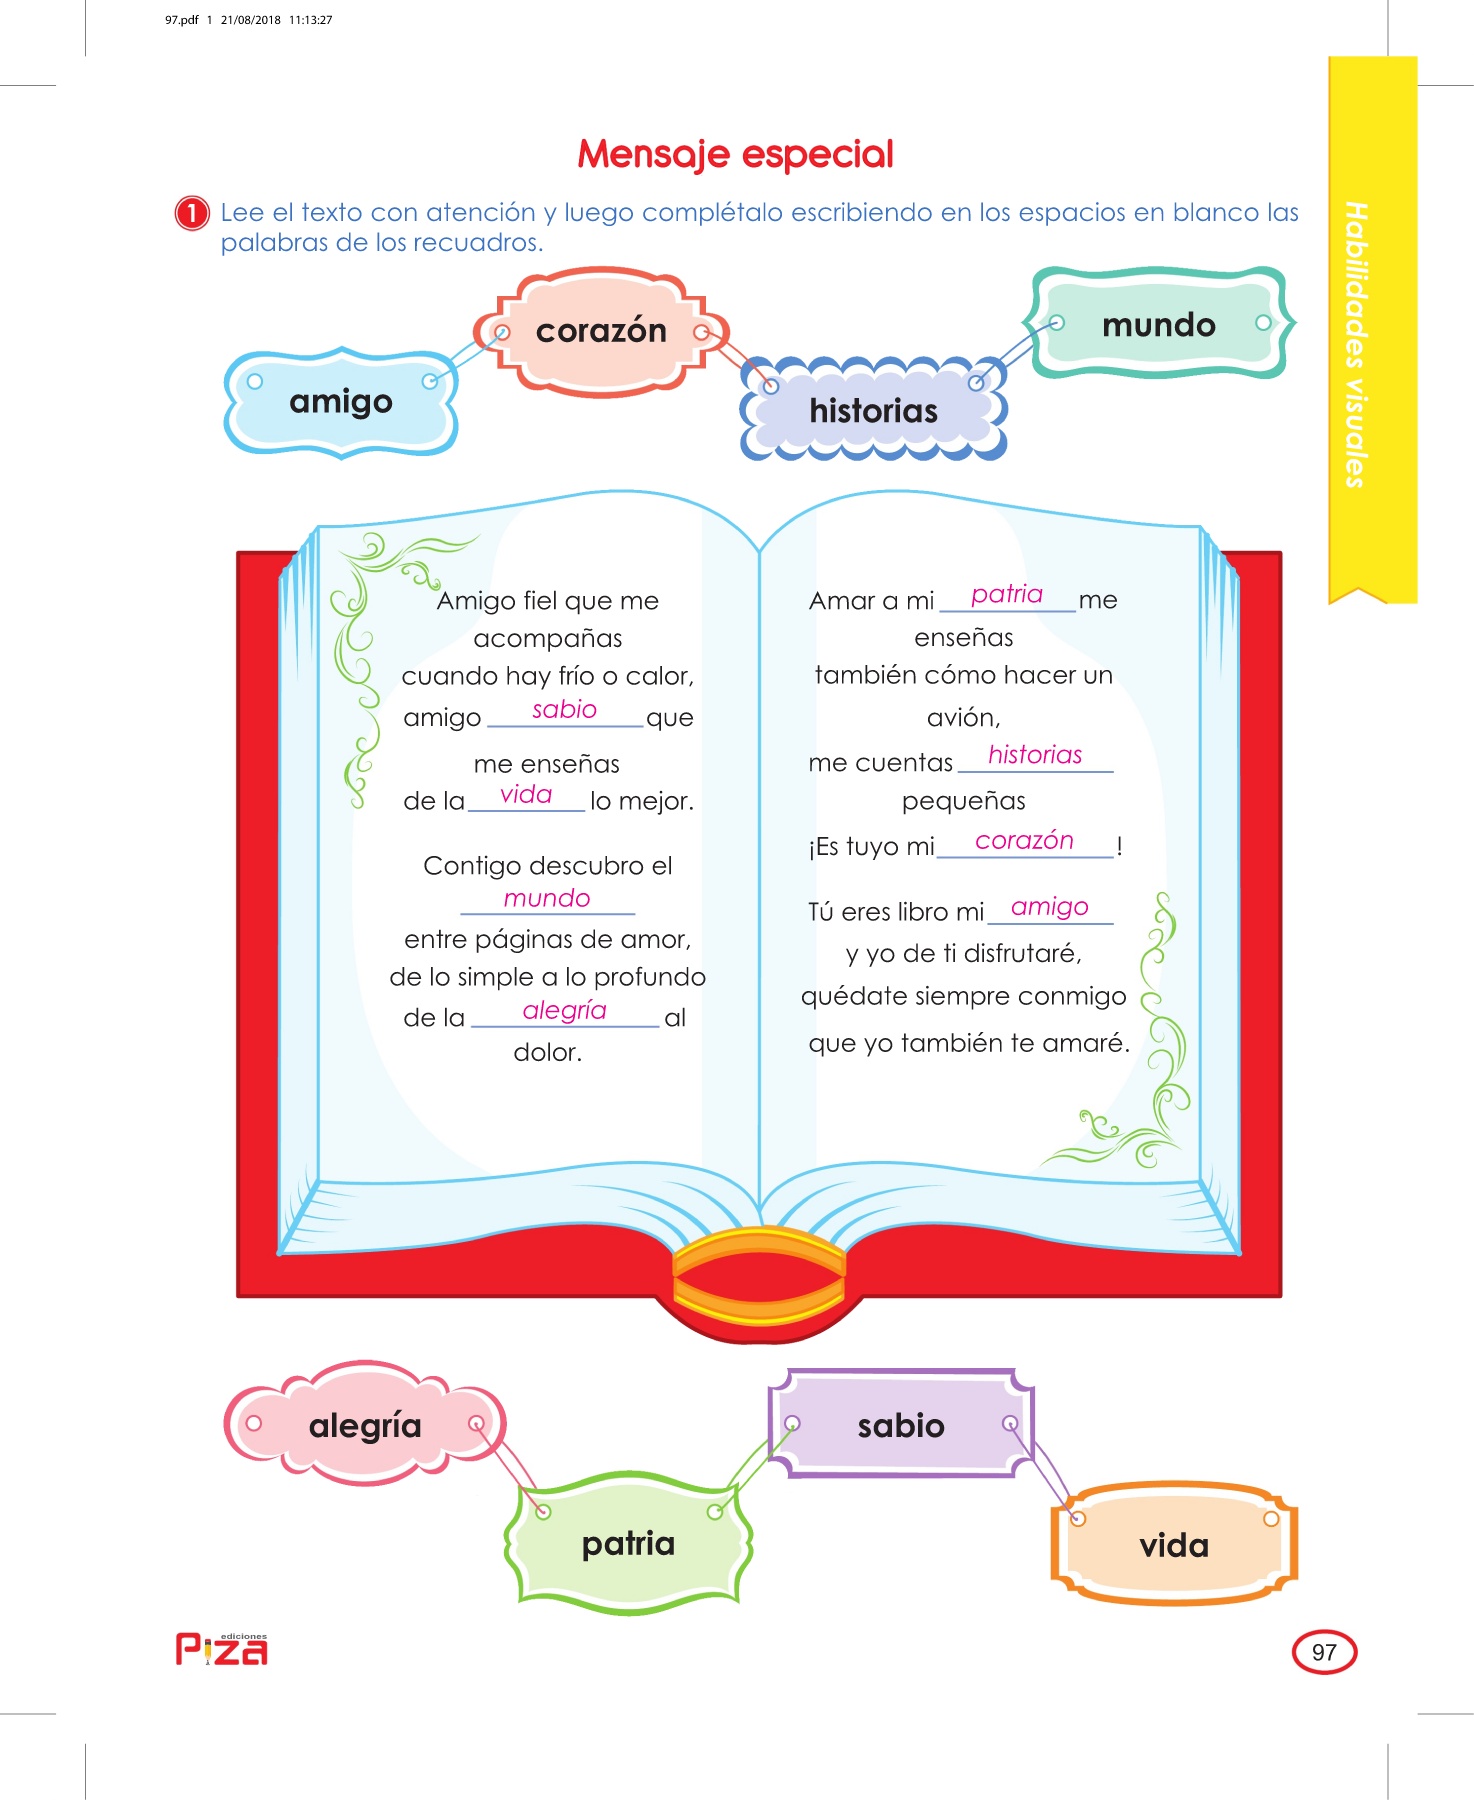 97.pdf 1 21/08/2018 11:13:27
Mensaje especial
1 Lee el texto con atención y luego complétalo escribiendo en los espacios en blanco las
palabras de los recuadros.
Habilidades visuales
amigo
corazón
historias
mundo
Amigo fiel que me
acompañas
cuando hay frío o calor,
amigo sabio que
me enseñas
de la vida lo mejor.
Contigo descubro el
mundo
entre páginas de amor,
de lo simple a lo profundo
de la alegría al
dolor.
Amar a mi patria me
enseñas
también cómo hacer un
avión,
me cuentas historias
pequeñas
¡Es tuyo mi corazón!
Tú eres libro mi amigo
y yo de ti disfrutaré,
quédate siempre conmigo
que yo también te amaré.
alegría
patria
sabio
vida
ediciones
Piza
97